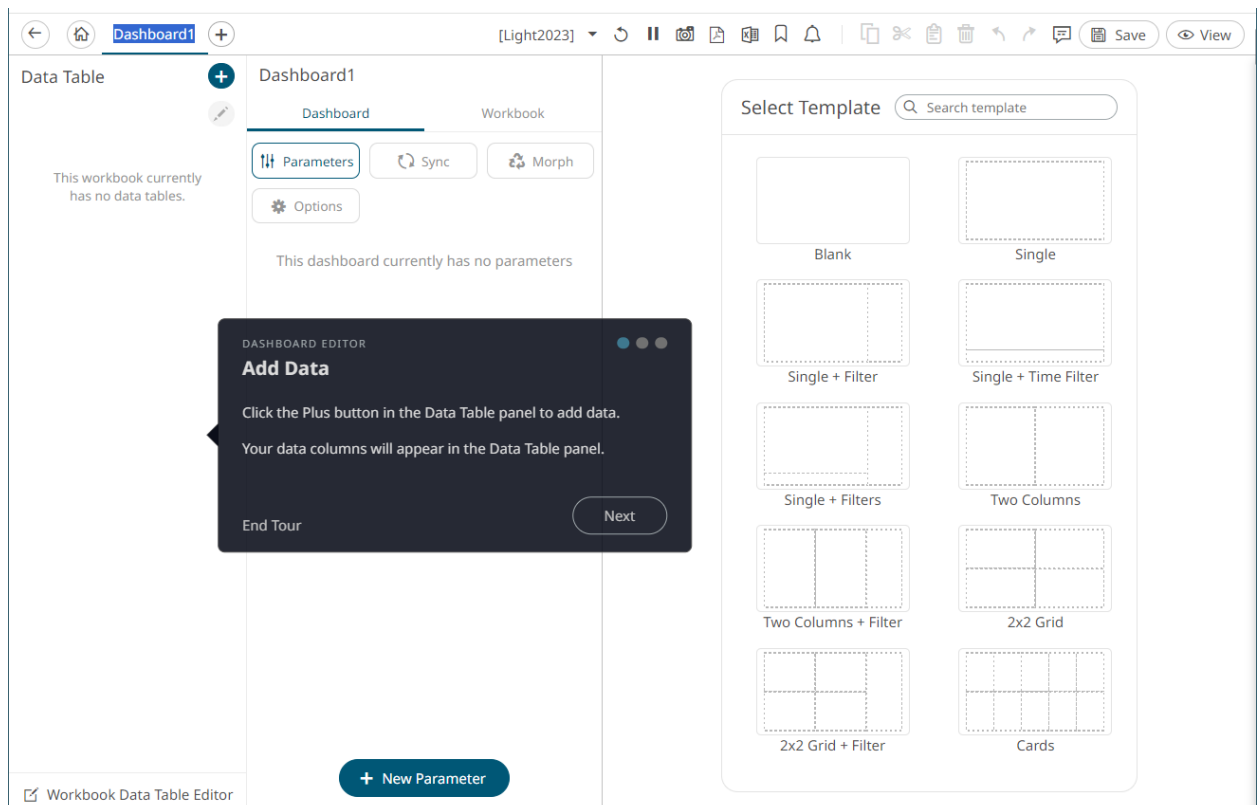 Dashboard1
[Light2023]
Save
View
Data Table
This workbook currently
has no data tables.
Workbook Data Table Editor
Dashboard1
Dashboard
Workbook
Parameters
Sync
Morph
Options
This dashboard currently has no parameters
DASHBOARD EDITOR
Add Data
Click the Plus button in the Data Table panel to add data.
Your data columns will appear in the Data Table panel.
End Tour
Next
New Parameter
Select Template
Search template
Blank
Single
Single + Filter
Single + Time Filter
Single + Filters
Two Columns
Two Columns + Filter
2x2 Grid
2x2 Grid + Filter
Cards